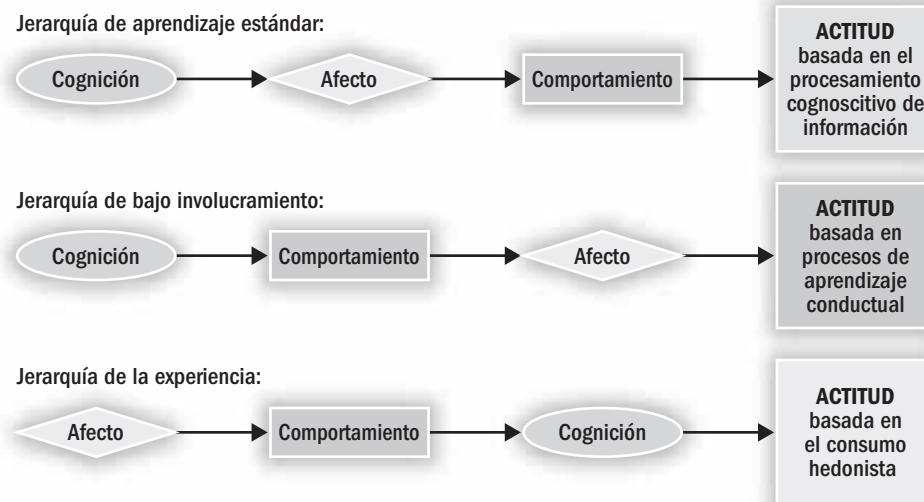 Jerarquía de aprendizaje estándar:
Cognición
Afecto
Comportamiento
ACTITUD
basada en el
procesamiento
cognoscitivo de
información
Jerarquía de bajo involucramiento:
Cognición
Comportamiento
Afecto
ACTITUD
basada en
procesos de
aprendizaje
conductual
Jerarquía de la experiencia:
Afecto
Comportamiento
Cognición
ACTITUD
basada en
el consumo
hedonista